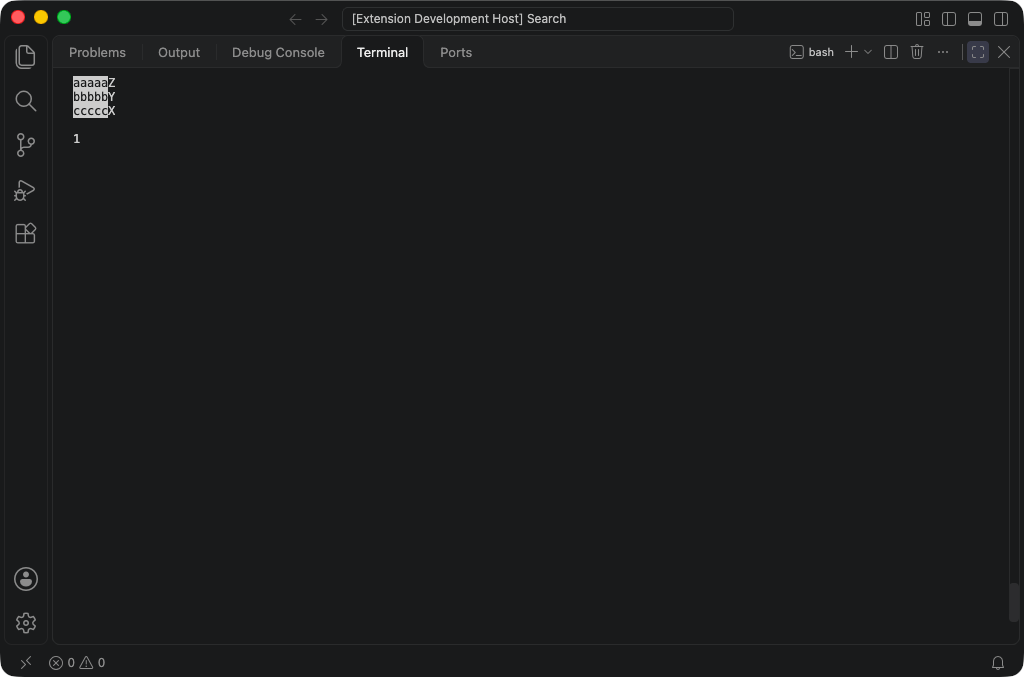 [Extension Development Host] Search
Problems Output Debug Console Terminal Ports bash
aaaaaZ
bbbbbY
cccccX
1
0 0